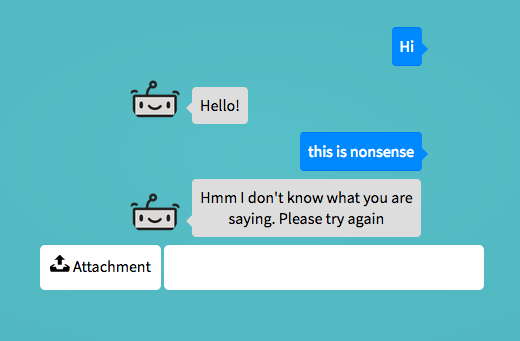 Hi
Hello!
this is nonsense
Hmm I don't know what you are
saying. Please try again
Attachment